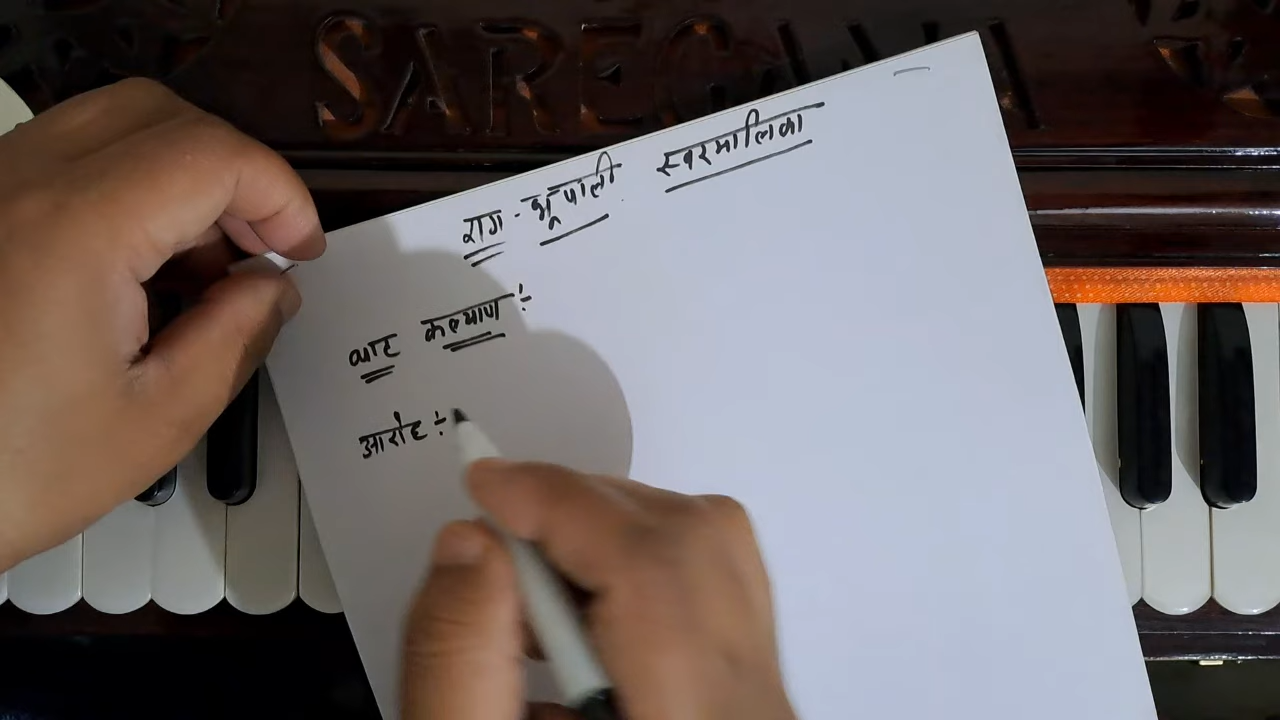 SAREGAMA
राग - भूपाली स्वरमालिका
थाट कल्याण ÷
आरोह ÷